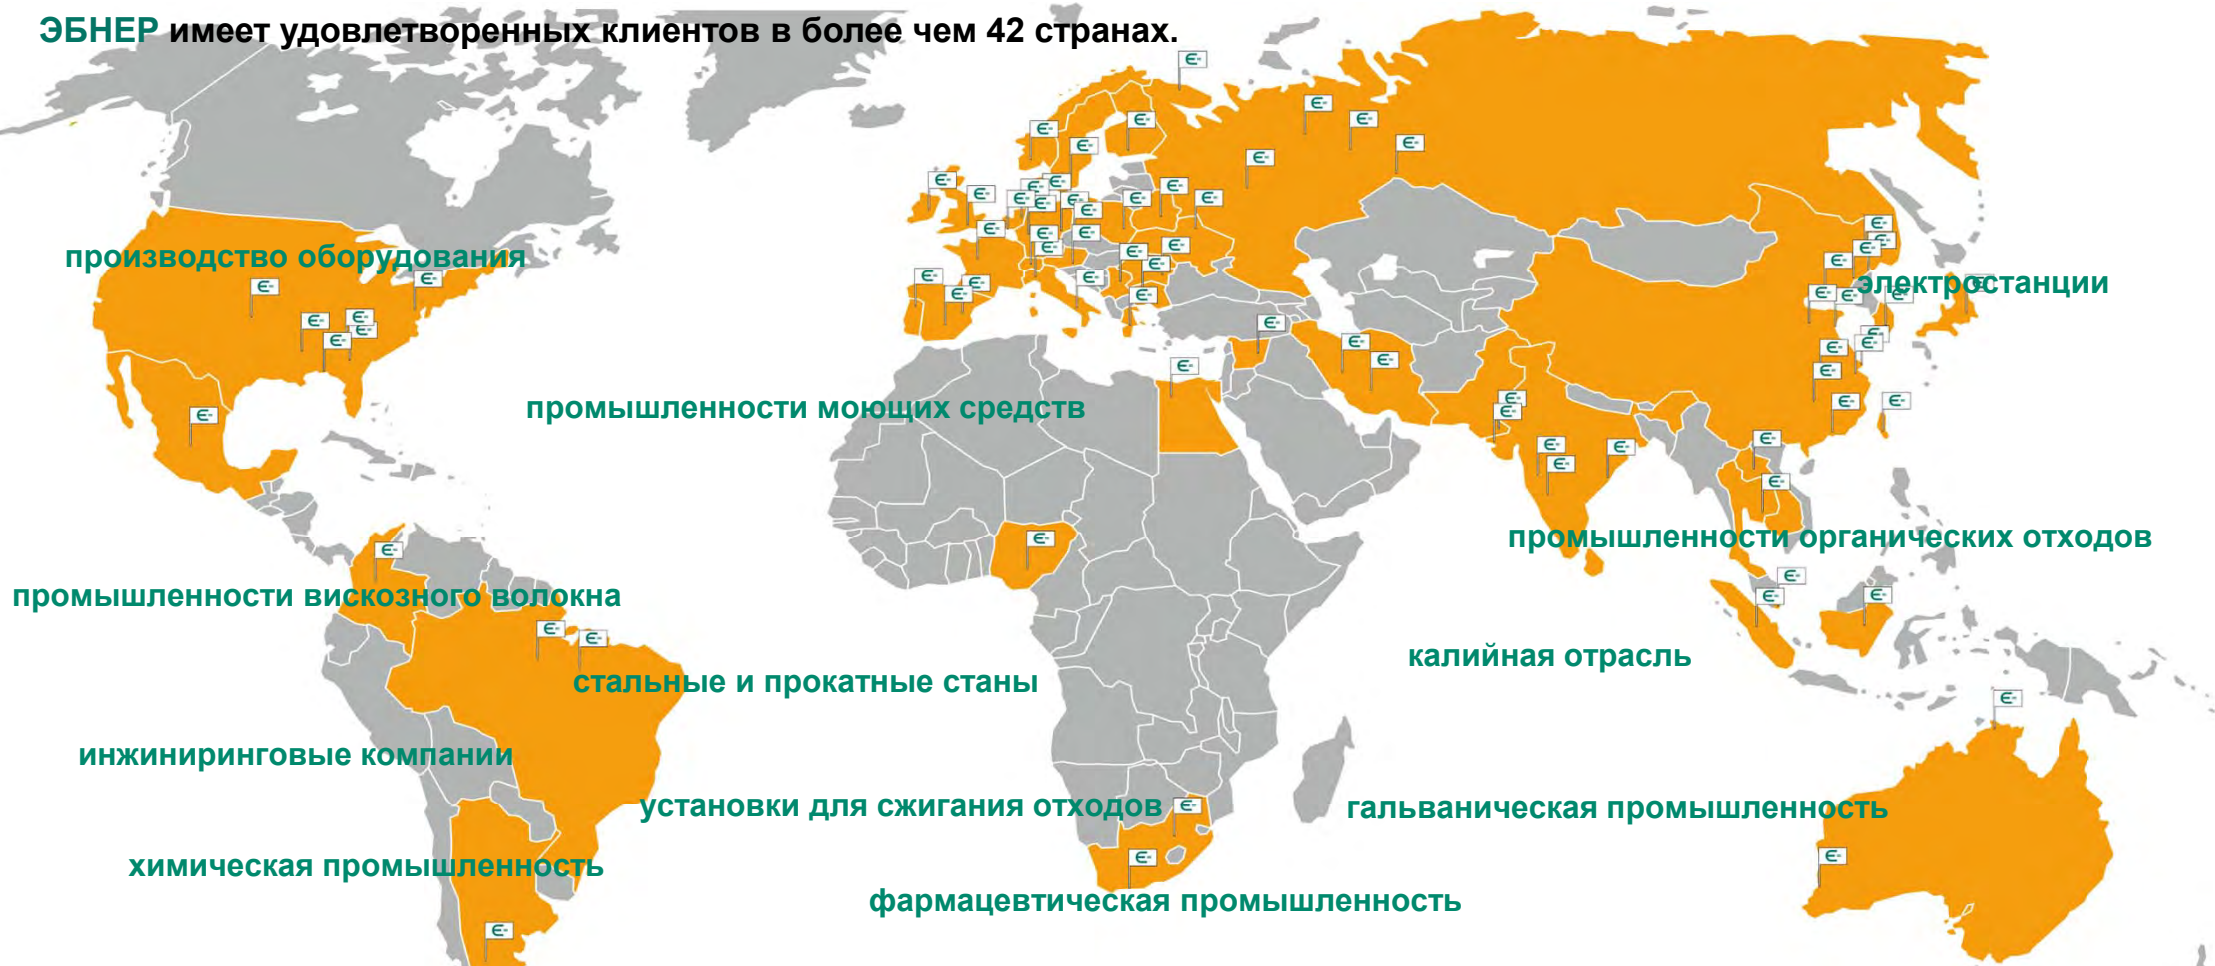 ЭБНЕР имеет удовлетворенных клиентов в более чем 42 странах.
производство оборудования
электростанции
промышленности моющих средств
промышленности органических отходов
промышленности вискозного волокна
калийная отрасль
стальные и прокатные станы
инжиниринговые компании
установки для сжигания отходов
гальваническая промышленность
химическая промышленность
фармацевтическая промышленность